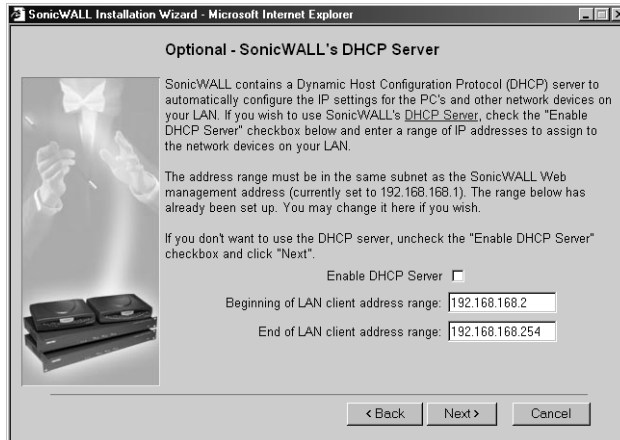 SonicWALL Installation Wizard - Microsoft Internet Explorer
Optional - SonicWALL's DHCP Server
SonicWALL contains a Dynamic Host Configuration Protocol (DHCP) server to
automatically configure the IP settings for the PC's and other network devices on
your LAN. If you wish to use SonicWALL's DHCP Server, check the "Enable
DHCP Server" checkbox below and enter a range of IP addresses to assign to
the network devices on your LAN.
The address range must be in the same subnet as the SonicWALL Web
management address (currently set to 192.168.168.1). The range below has
already been set up. You may change it here if you wish.
If you don't want to use the DHCP server, uncheck the "Enable DHCP Server"
checkbox and click "Next".
Enable DHCP Server
Beginning of LAN client address range: 192.168.168.2
End of LAN client address range: 192.168.168.254
< Back Next > Cancel